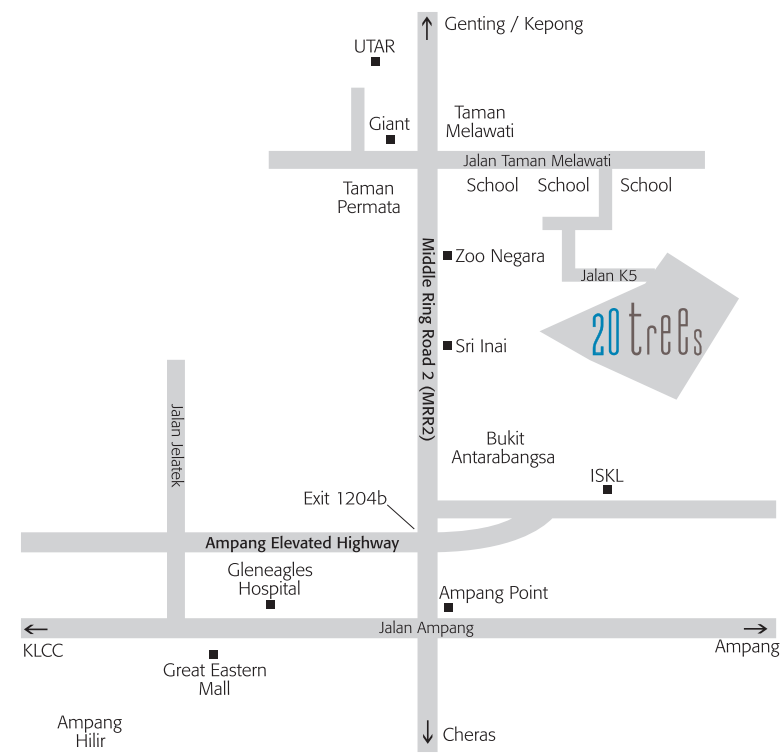 Genting / Kepong
UTAR
Giant
Taman
Melawati
Jalan Taman Melawati
School
School
School
Taman
Permata
Middle Ring Road 2 (MRR2)
Zoo Negara
Jalan K5
20 trees
Sri Inai
Jalan Jelatek
Bukit
Antarabangsa
ISKL
Exit 1204b
Ampang Elevated Highway
Gleneagles
Hospital
Ampang Point
Jalan Ampang
KLCC
Ampang
Great Eastern
Mall
Ampang
Hilir
Cheras